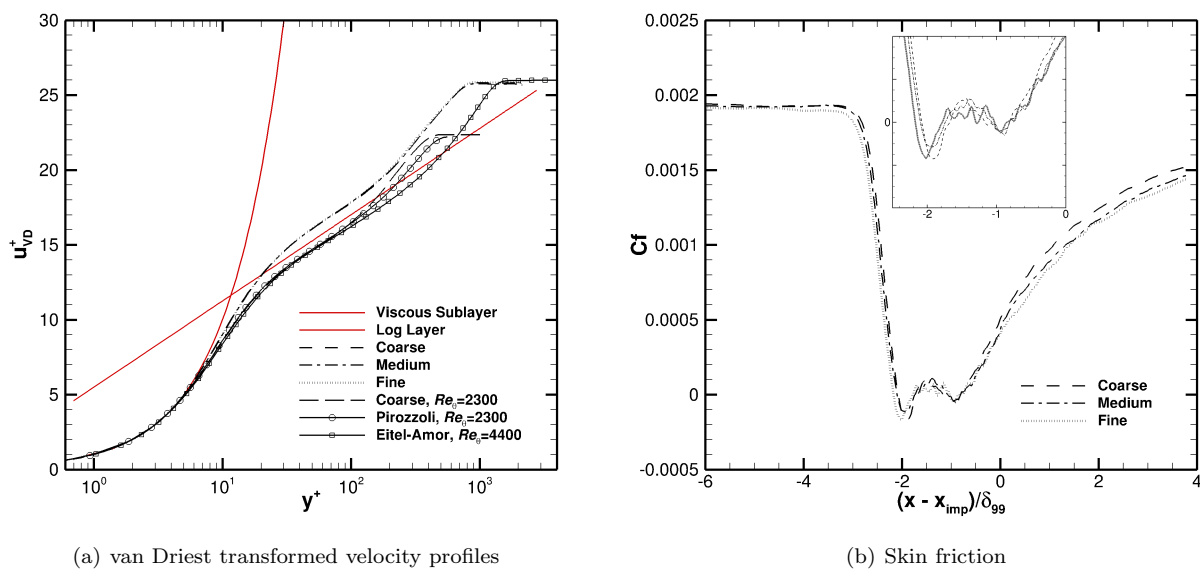 30
25
20
15
10
5
0
u⁺VD
10⁰
10¹
10²
10³
y⁺
Viscous Sublayer
Log Layer
Coarse
Medium
Fine
Coarse, Reθ=2300
Pirozzoli, Reθ=2300
Eitel-Amor, Reθ=4400
(a) van Driest transformed velocity profiles
0.0025
0.002
0.0015
0.001
0.0005
0
-0.0005
Cf
0
-2
-1
0
Coarse
Medium
Fine
-6
-4
-2
0
2
4
(x - ximp)/δ99
(b) Skin friction